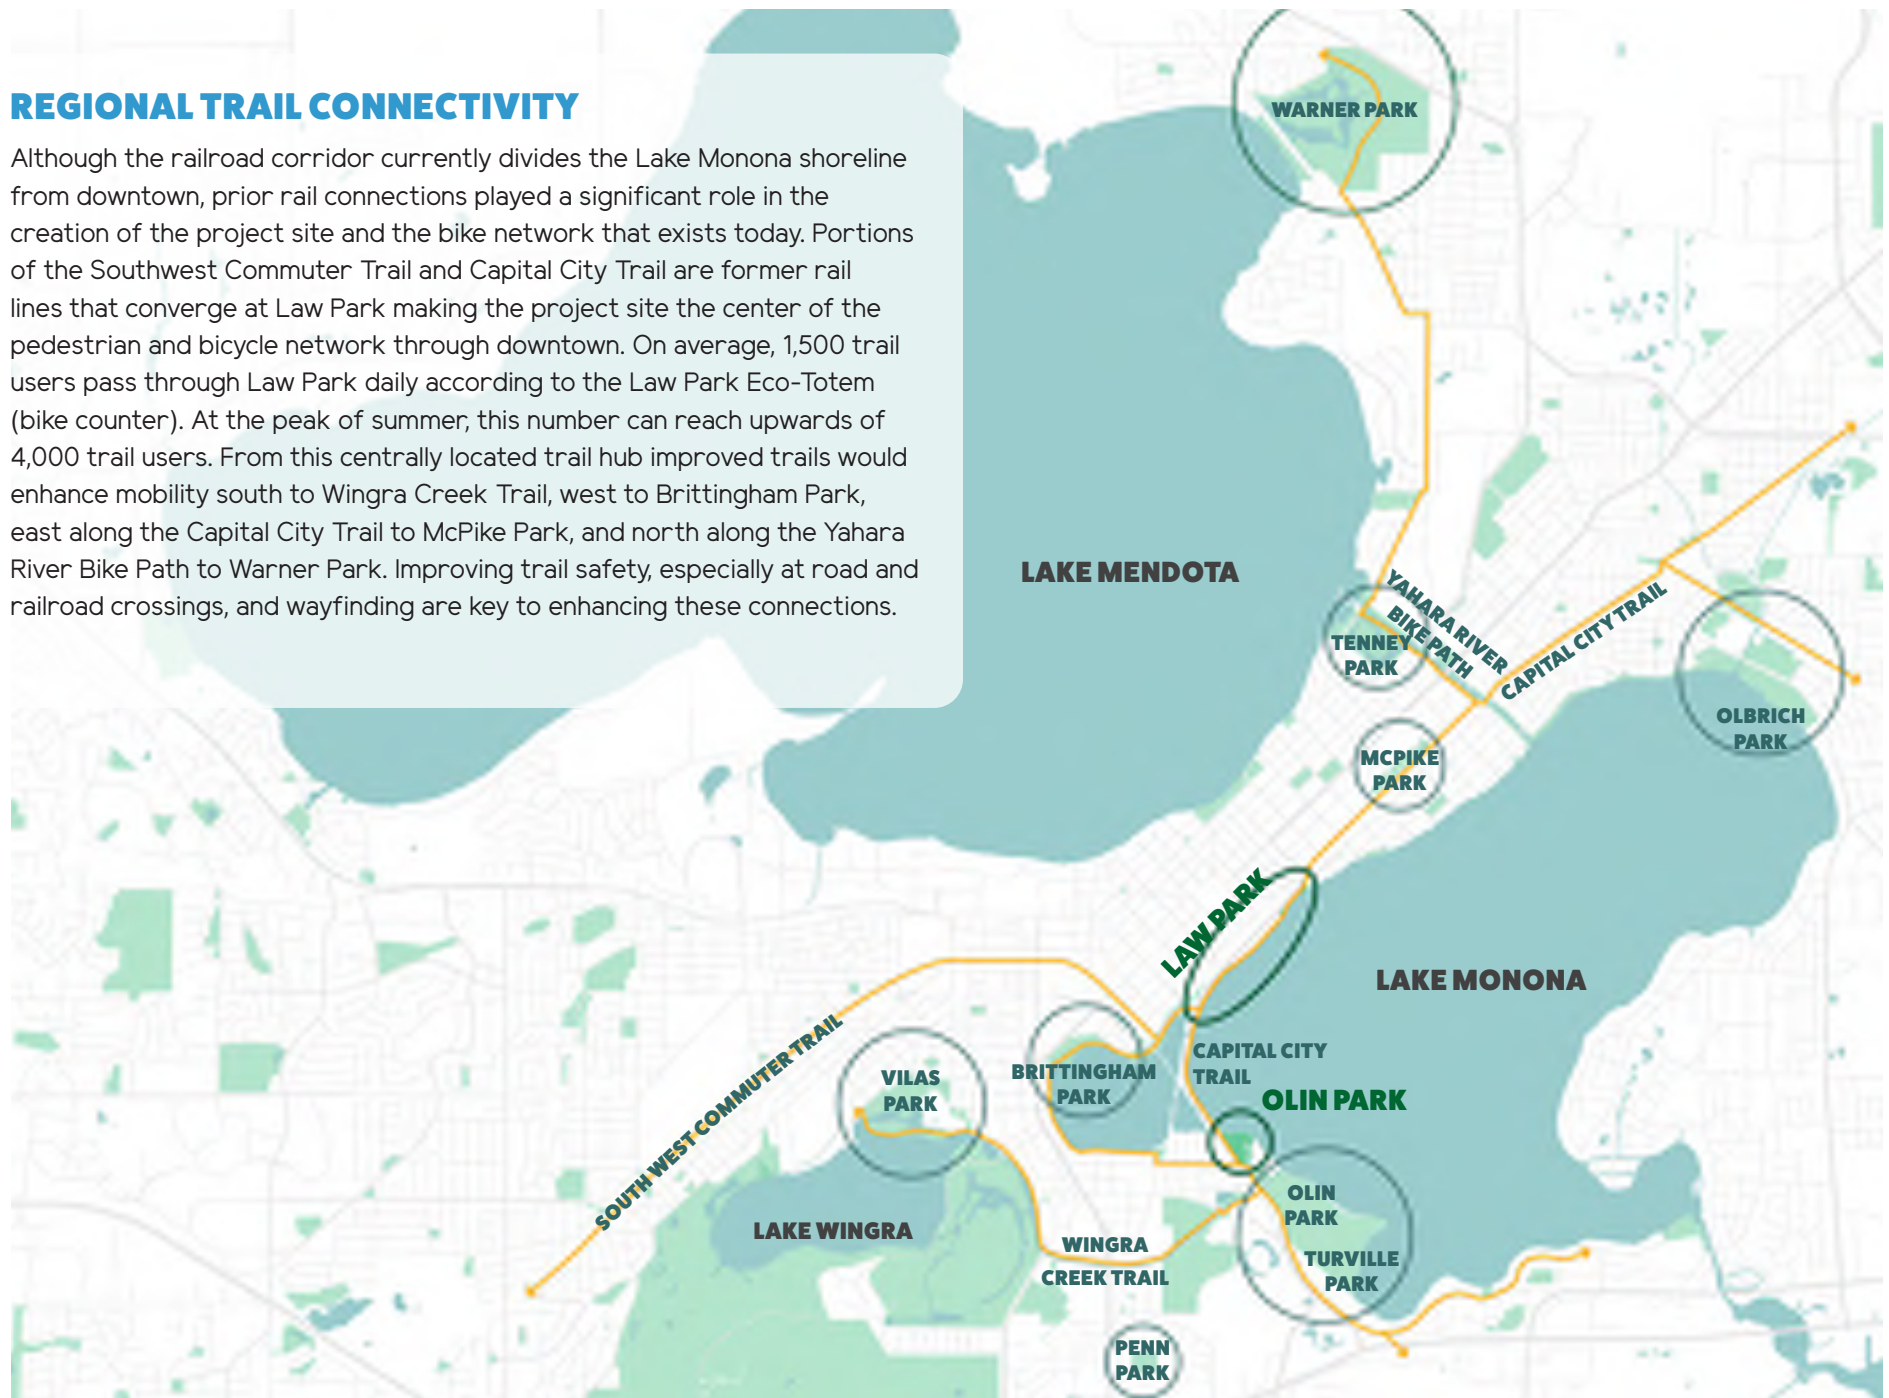 REGIONAL TRAIL CONNECTIVITY
Although the railroad corridor currently divides the Lake Monona shoreline
from downtown, prior rail connections played a significant role in the
creation of the project site and the bike network that exists today. Portions
of the Southwest Commuter Trail and Capital City Trail are former rail
lines that converge at Law Park making the project site the center of the
pedestrian and bicycle network through downtown. On average, 1,500 trail
users pass through Law Park daily according to the Law Park Eco-Totem
(bike counter). At the peak of summer, this number can reach upwards of
4,000 trail users. From this centrally located trail hub improved trails would
enhance mobility south to Wingra Creek Trail, west to Brittingham Park,
east along the Capital City Trail to McPike Park, and north along the Yahara
River Bike Path to Warner Park. Improving trail safety, especially at road and
railroad crossings, and wayfinding are key to enhancing these connections.
WARNER PARK
LAKE MENDOTA
YAHARA RIVER
BIKE PATH
TENNEY
PARK
CAPITAL CITY TRAIL
OLBRICH
PARK
MCPIKE
PARK
LAW PARK
LAKE MONONA
SOUTH WEST COMMUTER TRAIL
VILAS
PARK
BRITTINGHAM
PARK
CAPITAL CITY
TRAIL
OLIN PARK
OLIN
PARK
LAKE WINGRA
WINGRA
CREEK TRAIL
TURVILLE
PARK
PENN
PARK